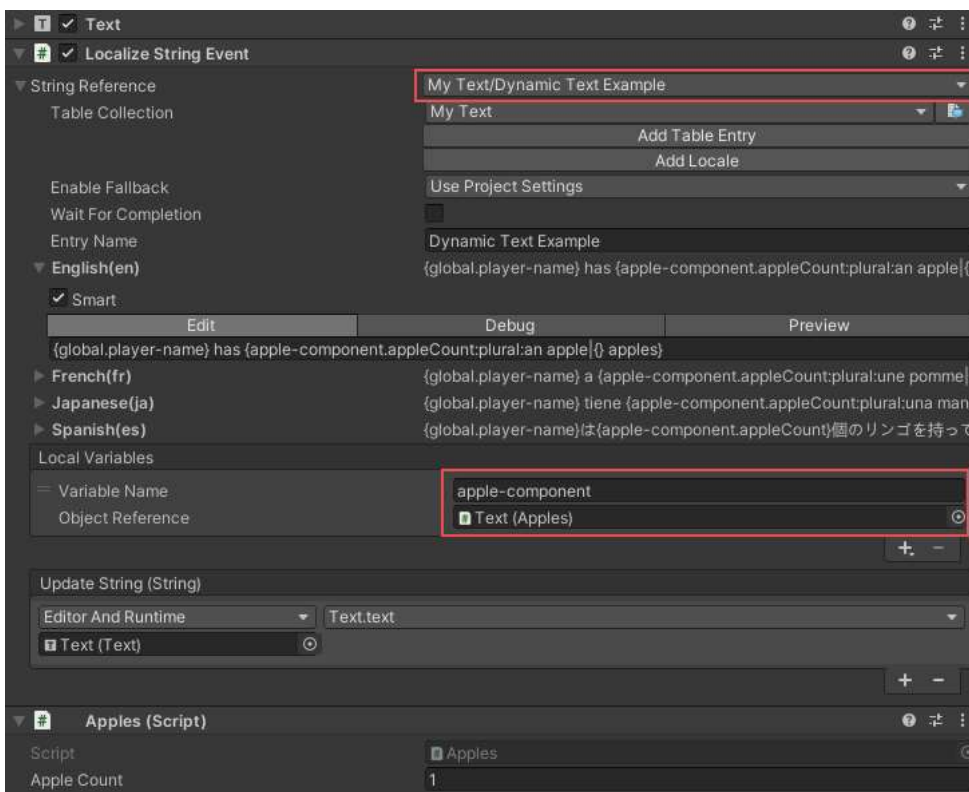 Text
Localize String Event
String Reference My Text/Dynamic Text Example
Table Collection My Text
Add Table Entry
Add Locale
Enable Fallback Use Project Settings
Wait For Completion
Entry Name Dynamic Text Example
English(en) {global.player-name} has {apple-component.appleCount:plural:an apple|{
Smart
Edit Debug Preview
{global.player-name} has {apple-component.appleCount:plural:an apple|{} apples}
French(fr) {global.player-name} a {apple-component.appleCount:plural:une pomme|
Japanese(ja) {global.player-name} tiene {apple-component.appleCount:plural:una man
Spanish(es) {global.player-name}は{apple-component.appleCount}個のリンゴを持って
Local Variables
Variable Name apple-component
Object Reference Text (Apples)
Update String (String)
Editor And Runtime Text.text
Text (Text)
Apples (Script)
Script Apples
Apple Count 1